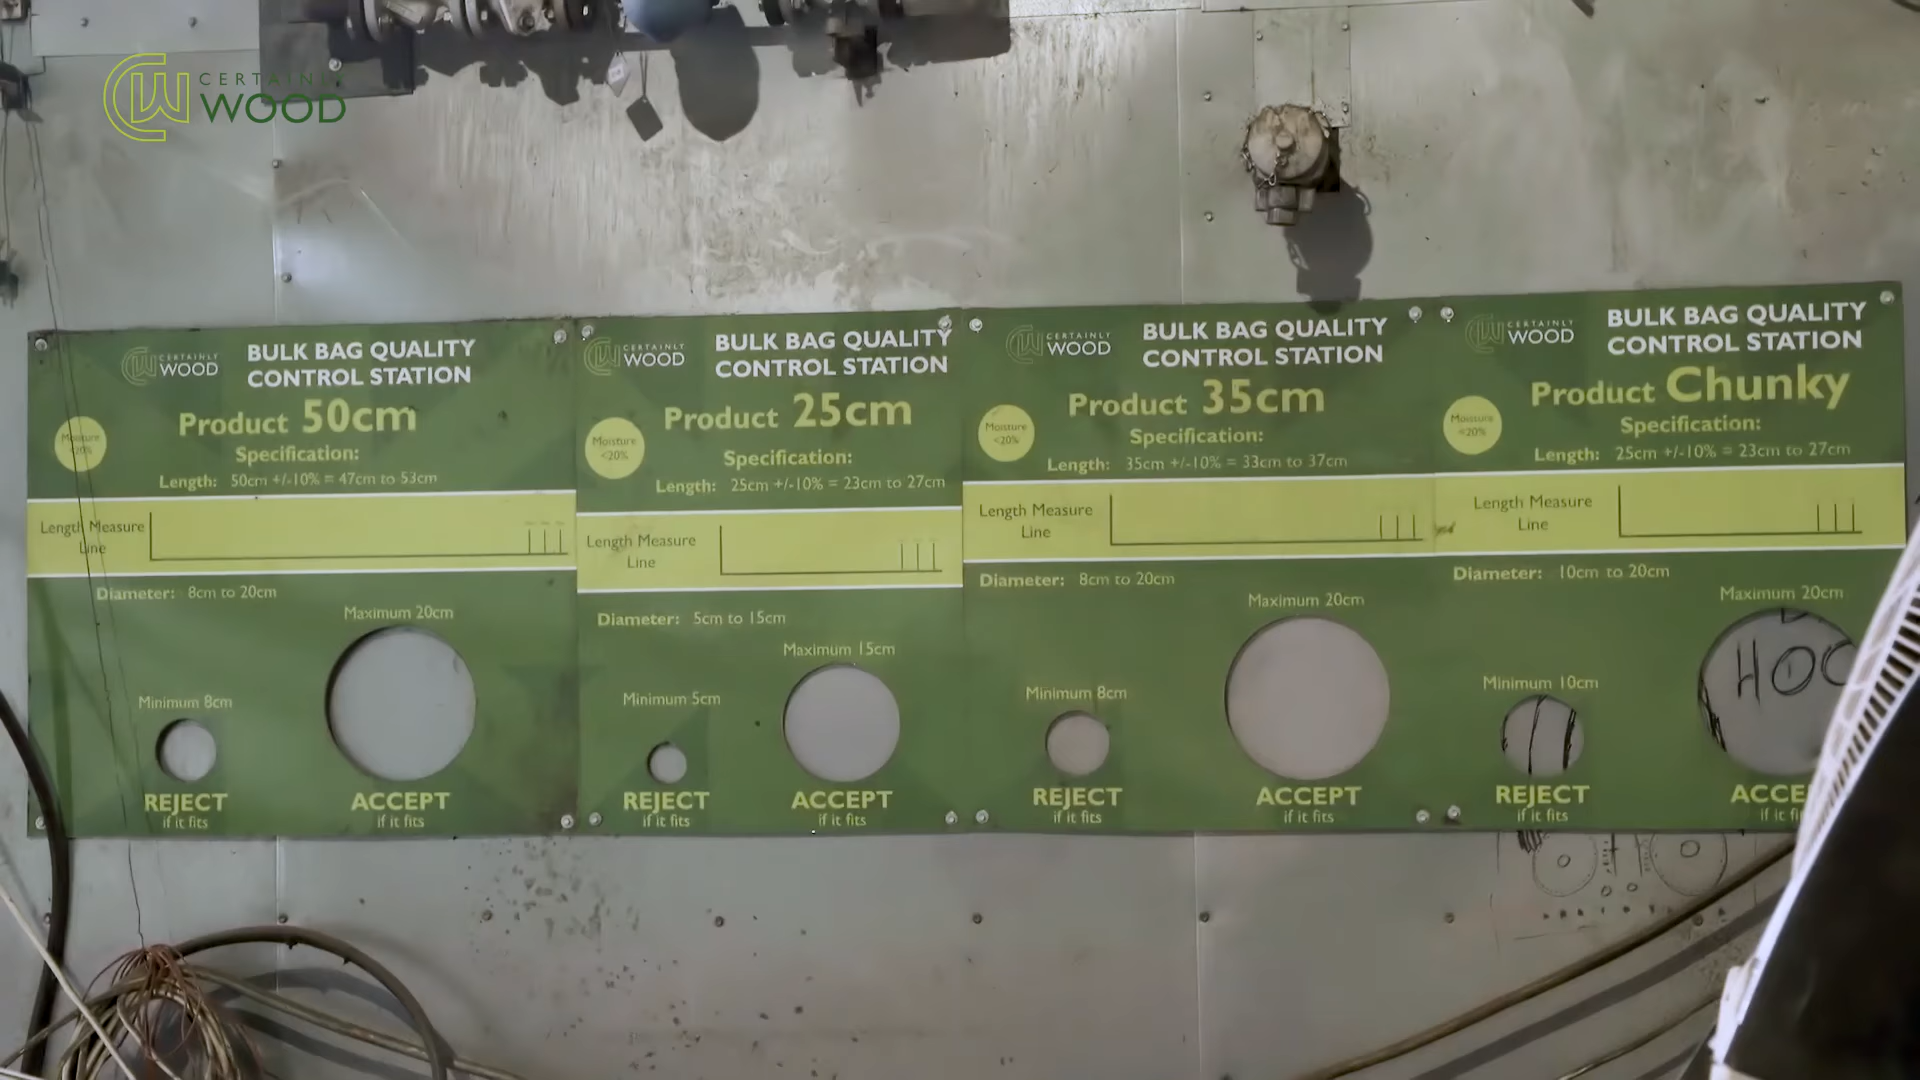 CERTAINLY
WOOD
CERTAINLY
WOOD
BULK BAG QUALITY
CONTROL STATION
Product 50cm
Moisture
<20%
Specification:
Length: 50cm +/-10% = 47cm to 53cm
Length Measure
Line
Diameter: 8cm to 20cm
Maximum 20cm
Minimum 8cm
REJECT
if it fits
ACCEPT
if it fits
CERTAINLY
WOOD
BULK BAG QUALITY
CONTROL STATION
Product 25cm
Moisture
<20%
Specification:
Length: 25cm +/-10% = 23cm to 27cm
Length Measure
Line
Diameter: 5cm to 15cm
Maximum 15cm
Minimum 5cm
REJECT
if it fits
ACCEPT
if it fits
CERTAINLY
WOOD
BULK BAG QUALITY
CONTROL STATION
Product 35cm
Moisture
<20%
Specification:
Length: 35cm +/-10% = 33cm to 37cm
Length Measure
Line
Diameter: 8cm to 20cm
Maximum 20cm
Minimum 8cm
REJECT
if it fits
ACCEPT
if it fits
CERTAINLY
WOOD
BULK BAG QUALITY
CONTROL STATION
Product Chunky
Moisture
<20%
Specification:
Length: 25cm +/-10% = 23cm to 27cm
Length Measure
Line
Diameter: 10cm to 20cm
Maximum 20cm
Minimum 10cm
REJECT
if it fits
if it